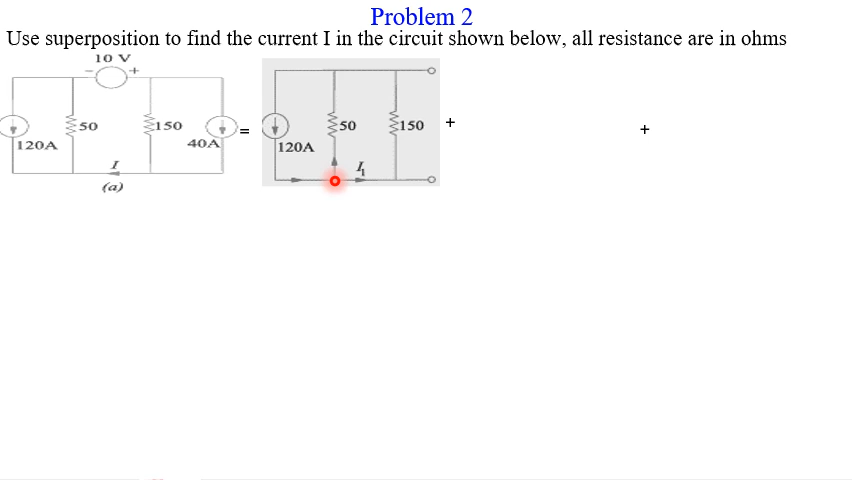 Problem 2
Use superposition to find the current I in the circuit shown below, all resistance are in ohms
10 V
- +
50 150
120A 40A
I
(a)
=
50 150
120A
I1
+
+